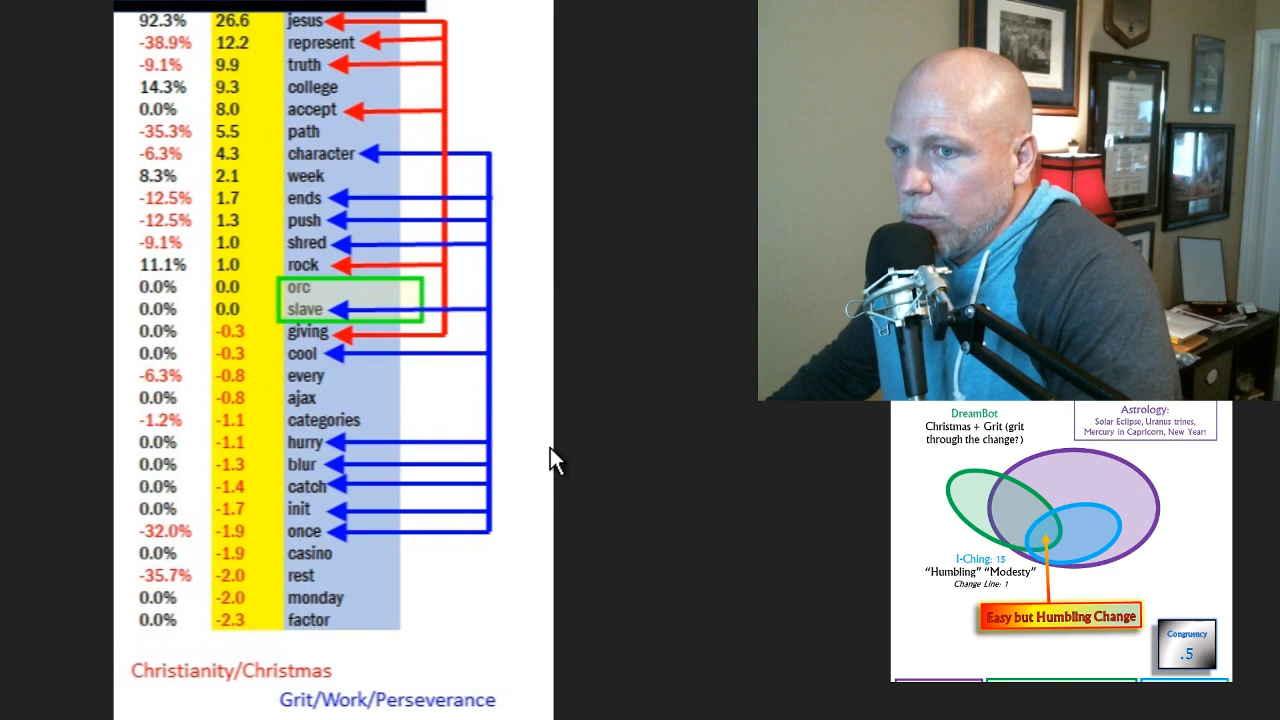 92.3% 26.6 jesus
-38.9% 12.2 represent
-9.1% 9.9 truth
14.3% 9.3 college
0.0% 8.0 accept
-35.3% 5.5 path
-6.3% 4.3 character
8.3% 2.1 week
-12.5% 1.7 ends
-12.5% 1.3 push
-9.1% 1.0 shred
11.1% 1.0 rock
0.0% 0.0 orc
0.0% 0.0 slave
0.0% -0.3 giving
0.0% -0.3 cool
-6.3% -0.8 every
0.0% -0.8 ajax
-1.2% -1.1 categories
0.0% -1.1 hurry
0.0% -1.3 blur
0.0% -1.4 catch
0.0% -1.7 init
-32.0% -1.9 once
0.0% -1.9 casino
-35.7% -2.0 rest
0.0% -2.0 monday
0.0% -2.3 factor
Christianity/Christmas
Grit/Work/Perseverance
DreamBot
Christmas + Grit (grit
through the change?)
Astrology:
Solar Eclipse, Uranus trines,
Mercury in Capricorn, New Year!
I-Ching: 15
“Humbling” “Modesty”
Change Line: 1
Easy but Humbling Change
Congruency
.5